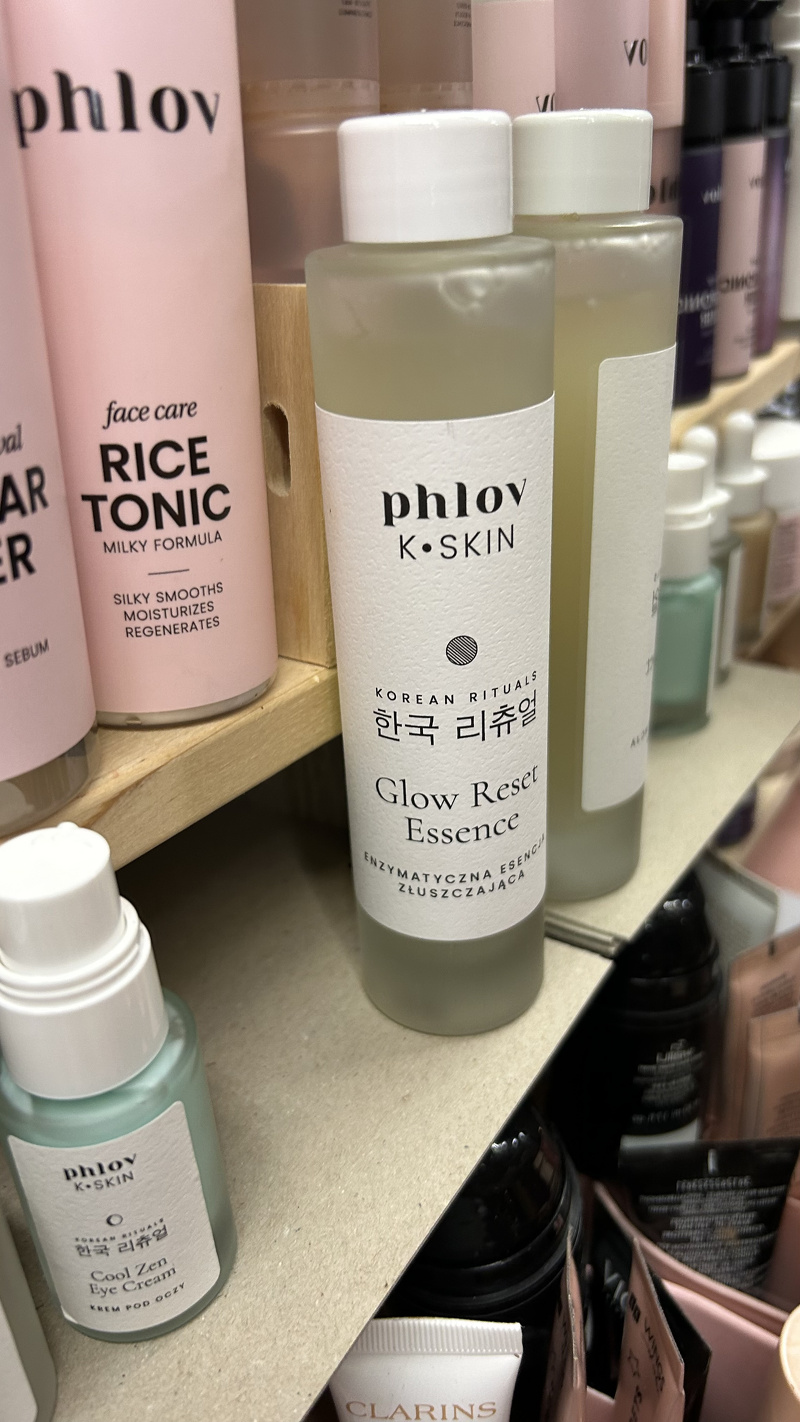 phlov
face care
RICE
TONIC
MILKY FORMULA
SILKY SMOOTHS
MOISTURIZES
REGENERATES
SEBUM
phlov
K•SKIN
KOREAN RITUALS
한국 리츄얼
Glow Reset
Essence
ENZYMATYCZNA ESENCJA
ZŁUSZCZAJĄCA
phlov
K•SKIN
KOREAN RITUALS
한국 리츄얼
Cool Zen
Eye Cream
KREM POD OCZY
CLARINS